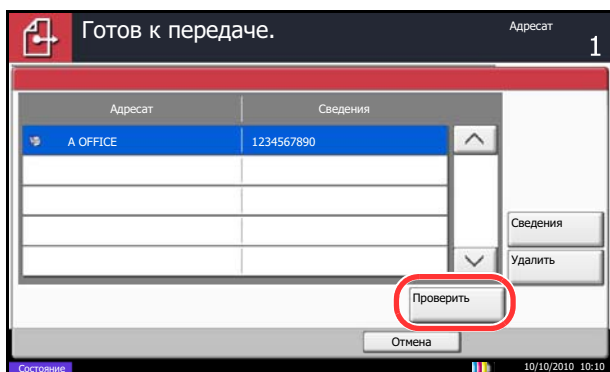 Готов к передаче.
Адресат
1
Адресат Сведения
A OFFICE 1234567890
Сведения
Удалить
Проверить
Отмена
Состояние 10/10/2010 10:10